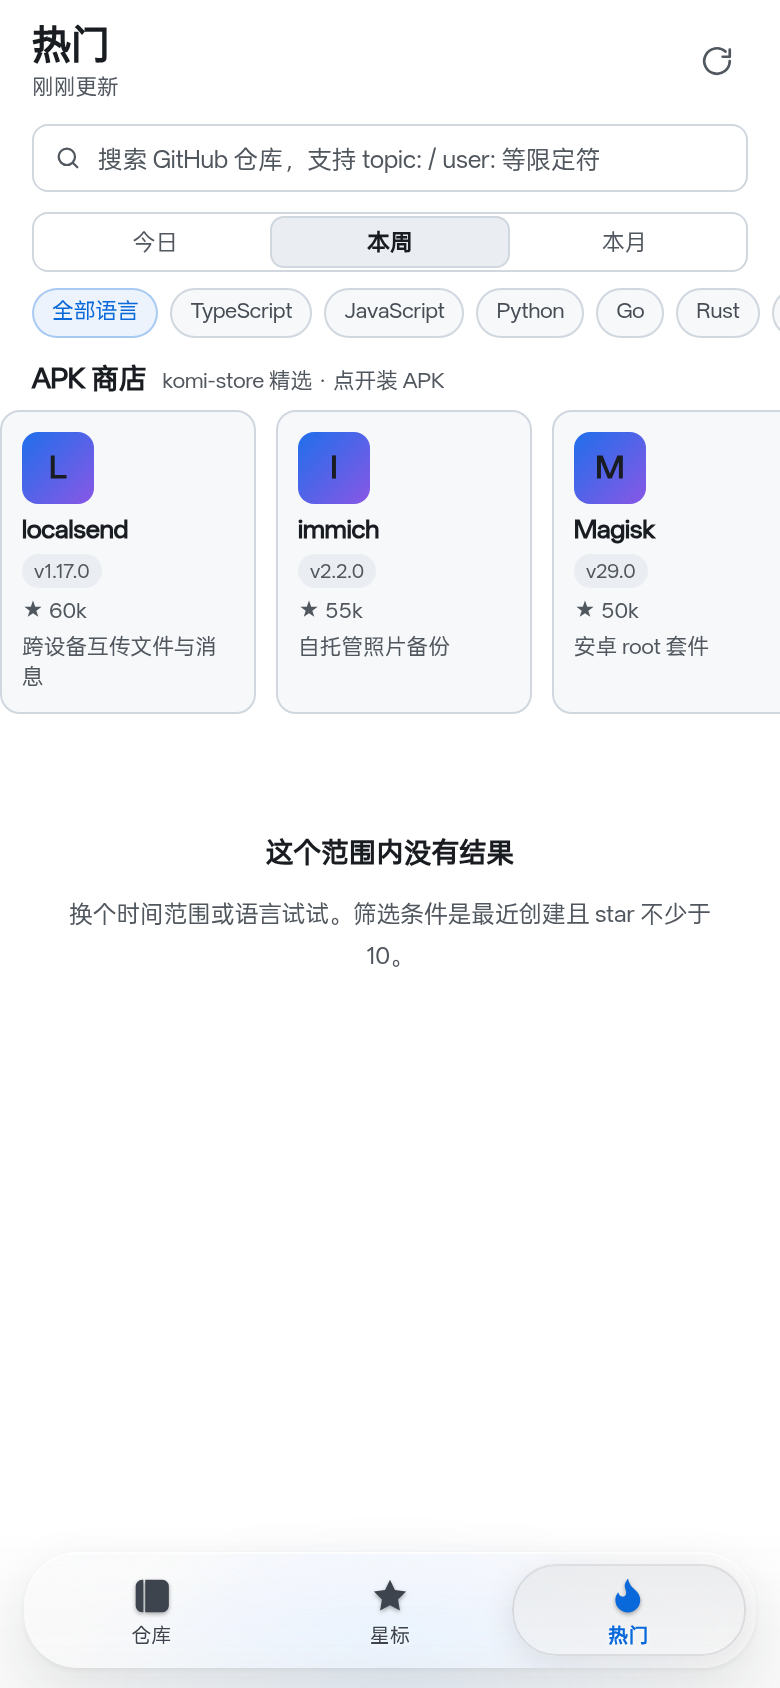 热门
刚刚更新
搜索 GitHub 仓库，支持 topic: / user: 等限定符
今日
本周
本月
全部语言
TypeScript
JavaScript
Python
Go
Rust
APK 商店
komi-store 精选 · 点开装 APK
L
localsend
v1.17.0
★ 60k
跨设备互传文件与消
息
I
immich
v2.2.0
★ 55k
自托管照片备份
M
Magisk
v29.0
★ 50k
安卓 root 套件
这个范围内没有结果
换个时间范围或语言试试。筛选条件是最近创建且 star 不少于
10。
仓库
星标
热门